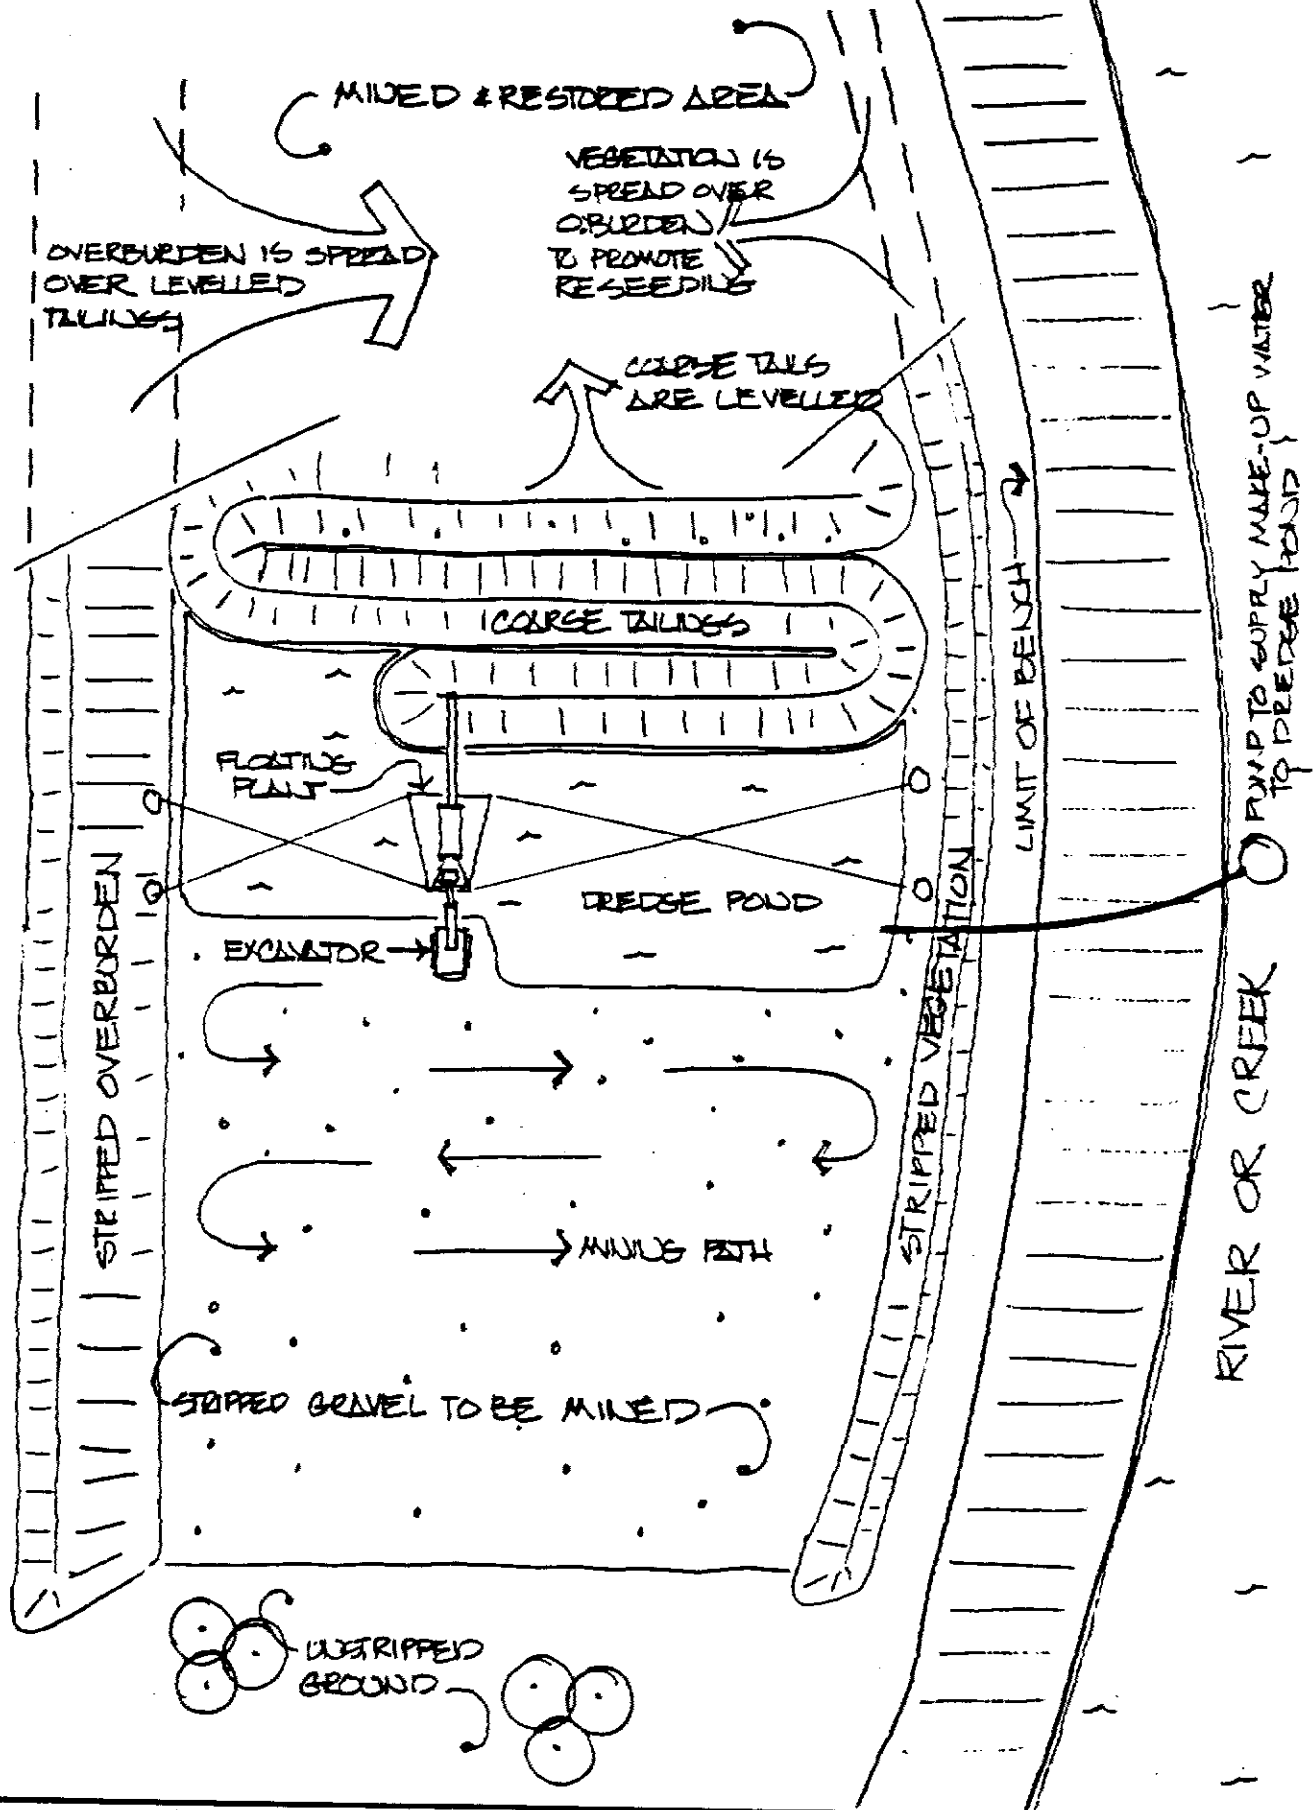 MINED & RESTORED AREA
VEGETATION IS
SPREAD OVER
O.BURDEN
TO PROMOTE
RESEEDING
OVERBURDEN IS SPREAD
OVER LEVELLED
TAILINGS
COARSE TAILS
ARE LEVELLED
COARSE TAILINGS
FLOATING
PLANT
DREDGE POND
EXCAVATOR
MINING PATH
STRIPPED GRAVEL TO BE MINED
UNSTRIPPED
GROUND
STRIPPED OVERBURDEN
STRIPPED VEGETATION
LIMIT OF BENCH
PUMP TO SUPPLY MAKE-UP WATER
TO DREDGE POND
RIVER OR CREEK